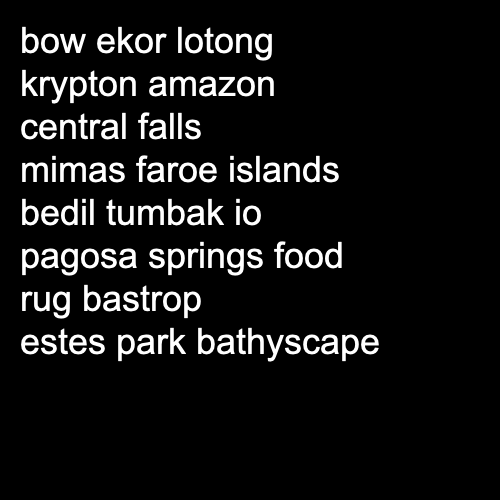 bow ekor lotong
krypton amazon
central falls
mimas faroe islands
bedil tumbak io
pagosa springs food
rug bastrop
estes park bathyscape